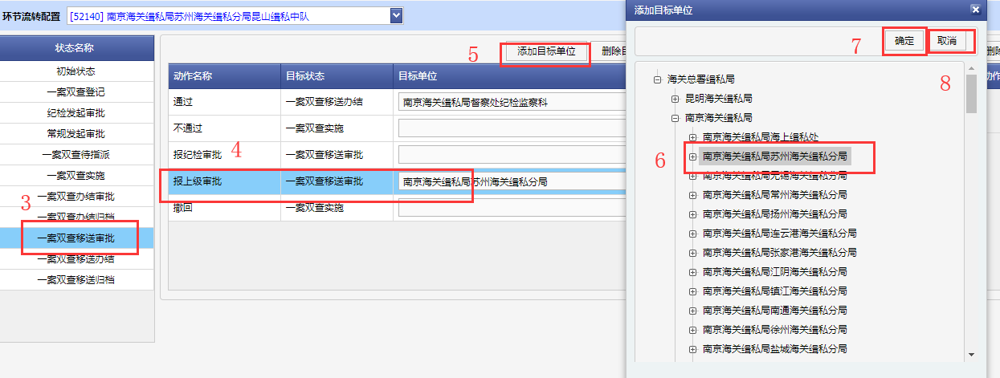 环节流转配置 [52140] 南京海关缉私局苏州海关缉私分局昆山缉私中队
状态名称
初始状态
一案双查登记
纪检发起审批
常规发起审批
一案双查待指派
一案双查实施
一案双查办结审批
3
一案双查办结归档
一案双查移送审批
一案双查移送办结
一案双查移送归档
5 添加目标单位 删除目
动作名称 目标状态 目标单位
通过 一案双查移送办结 南京海关缉私局督察处纪检监察科
不通过 一案双查实施
报纪检审批 一案双查移送审批
4
报上级审批 一案双查移送审批 南京海关缉私局苏州海关缉私分局
撤回 一案双查实施
添加目标单位
7 确定 取消
8
海关总署缉私局
昆明海关缉私局
南京海关缉私局
南京海关缉私局海上缉私处
6 南京海关缉私局苏州海关缉私分局
南京海关缉私局无锡海关缉私分局
南京海关缉私局常州海关缉私分局
南京海关缉私局扬州海关缉私分局
南京海关缉私局连云港海关缉私分局
南京海关缉私局张家港海关缉私分局
南京海关缉私局江阴海关缉私分局
南京海关缉私局镇江海关缉私分局
南京海关缉私局南通海关缉私分局
南京海关缉私局徐州海关缉私分局
南京海关缉私局盐城海关缉私分局
删除
动作